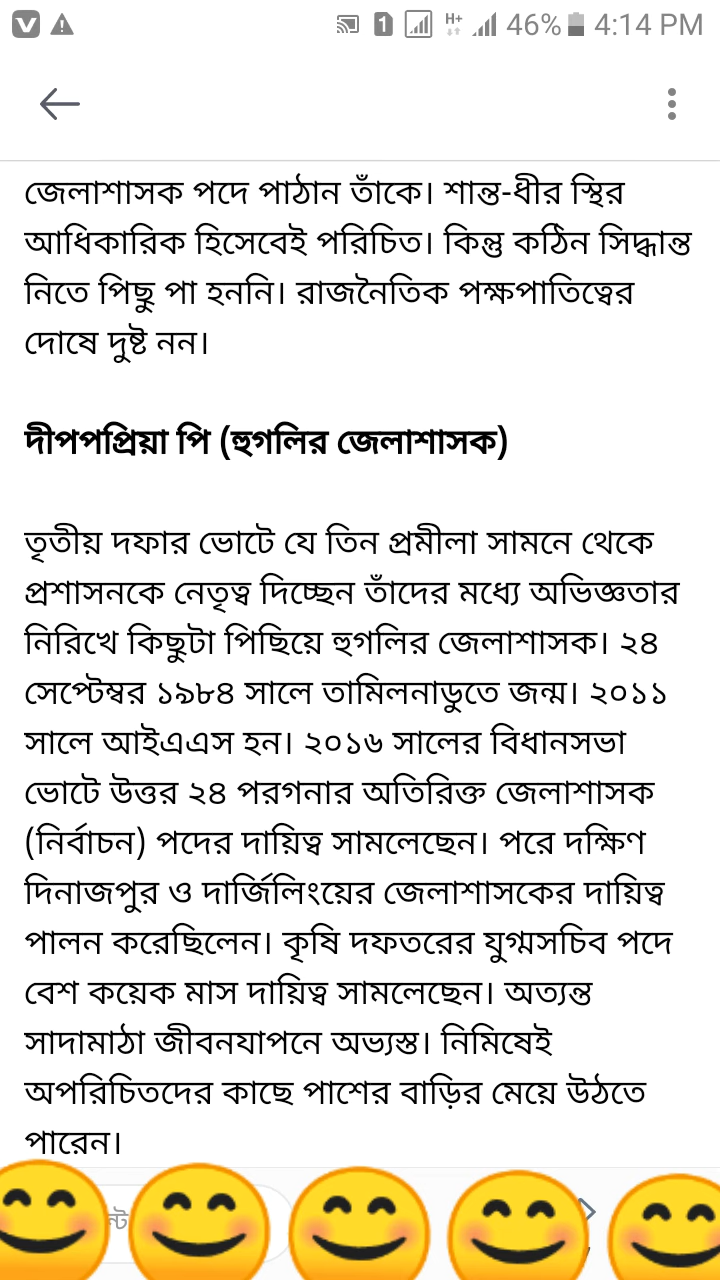 46% 4:14 PM
জেলাশাসক পদে পাঠান তাঁকে। শান্ত-ধীর স্থির
আধিকারিক হিসেবেই পরিচিত। কিন্তু কঠিন সিদ্ধান্ত
নিতে পিছু পা হননি। রাজনৈতিক পক্ষপাতিত্বের
দোষে দুষ্ট নন।
দীপপপ্রিয়া পি (হুগলির জেলাশাসক)
তৃতীয় দফার ভোটে যে তিন প্রমীলা সামনে থেকে
প্রশাসনকে নেতৃত্ব দিচ্ছেন তাঁদের মধ্যে অভিজ্ঞতার
নিরিখে কিছুটা পিছিয়ে হুগলির জেলাশাসক। ২৪
সেপ্টেম্বর ১৯৮৪ সালে তামিলনাড়ুতে জন্ম। ২০১১
সালে আইএএস হন। ২০১৬ সালের বিধানসভা
ভোটে উত্তর ২৪ পরগনার অতিরিক্ত জেলাশাসক
(নির্বাচন) পদের দায়িত্ব সামলেছেন। পরে দক্ষিণ
দিনাজপুর ও দার্জিলিংয়ের জেলাশাসকের দায়িত্ব
পালন করেছিলেন। কৃষি দফতরের যুগ্মসচিব পদে
বেশ কয়েক মাস দায়িত্ব সামলেছেন। অত্যন্ত
সাদামাঠা জীবনযাপনে অভ্যস্ত। নিমিষেই
অপরিচিতদের কাছে পাশের বাড়ির মেয়ে উঠতে
পারেন।